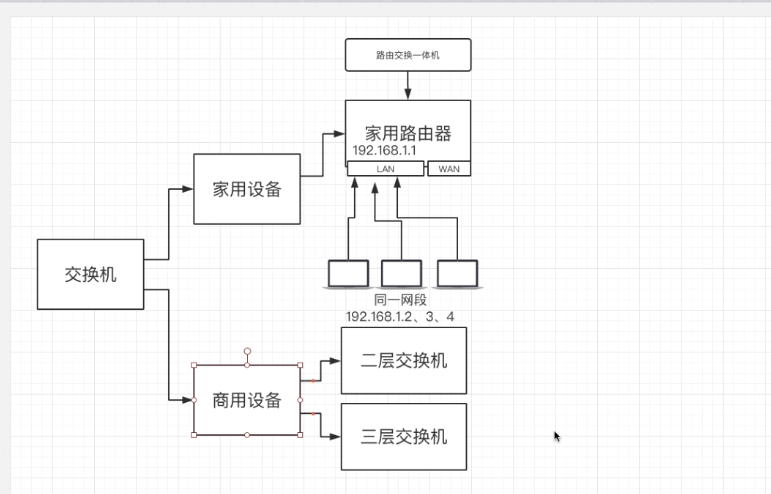 路由交换一体机
家用路由器
192.168.1.1
LAN
WAN
家用设备
交换机
同一网段
192.168.1.2、3、4
二层交换机
商用设备
三层交换机